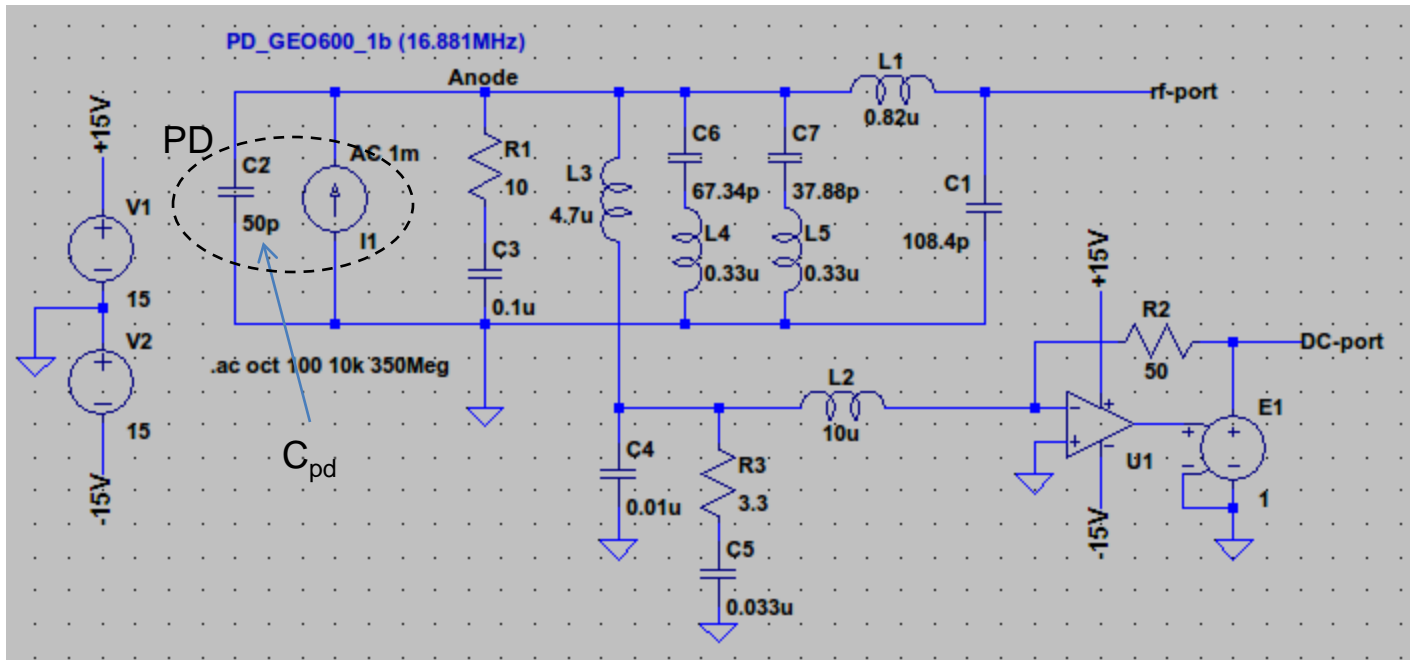 PD_GEO600_1b (16.881MHz)
Anode
L1
0.82u
rf-port
+15V
PD
C2
50p
AC 1m
I1
R1
10
C3
0.1u
L3
4.7u
C6
67.34p
L4
0.33u
C7
37.88p
L5
0.33u
C1
108.4p
V1
15
V2
15
-15V
.ac oct 100 10k 350Meg
Cpd
C4
0.01u
R3
3.3
C5
0.033u
L2
10u
+15V
R2
50
DC-port
U1
-15V
E1
1